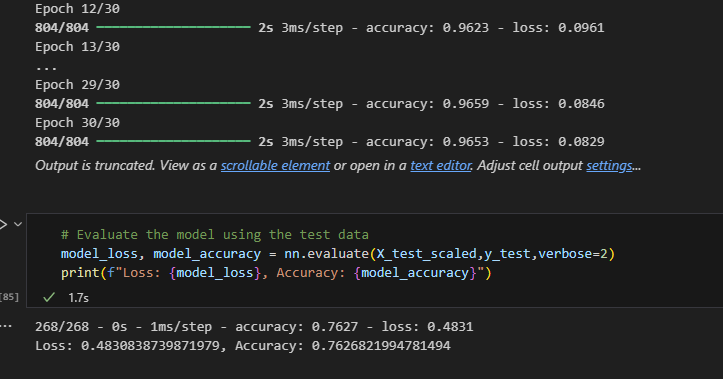 Epoch 12/30
804/804 ━━━━━━━━━━━━━━━━━━━━ 2s 3ms/step - accuracy: 0.9623 - loss: 0.0961
Epoch 13/30
...
Epoch 29/30
804/804 ━━━━━━━━━━━━━━━━━━━━ 2s 3ms/step - accuracy: 0.9659 - loss: 0.0846
Epoch 30/30
804/804 ━━━━━━━━━━━━━━━━━━━━ 2s 3ms/step - accuracy: 0.9653 - loss: 0.0829
Output is truncated. View as a scrollable element or open in a text editor. Adjust cell output settings...
# Evaluate the model using the test data
model_loss, model_accuracy = nn.evaluate(X_test_scaled,y_test,verbose=2)
print(f"Loss: {model_loss}, Accuracy: {model_accuracy}")
[85] ✓ 1.7s
... 268/268 - 0s - 1ms/step - accuracy: 0.7627 - loss: 0.4831
Loss: 0.4830838739871979, Accuracy: 0.7626821994781494